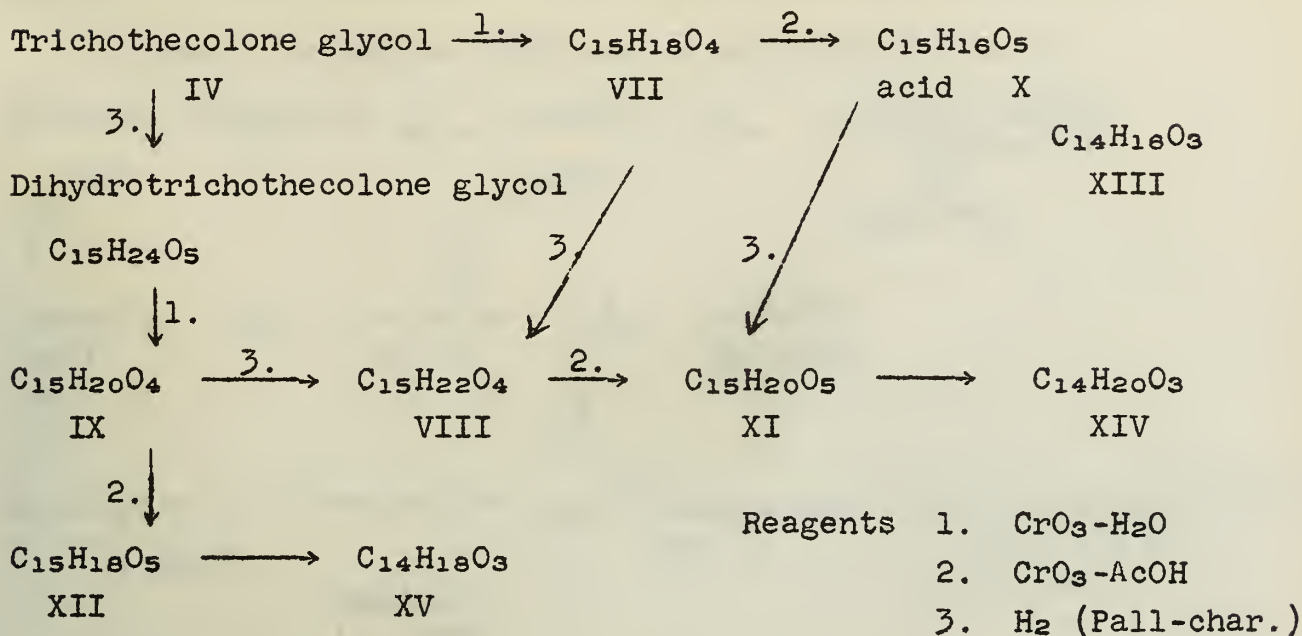 Trichothecolone glycol 1. → C₁₅H₁₈O₄ 2. → C₁₅H₁₆O₅
IV VII acid X
3. ↓ C₁₄H₁₆O₃
Dihydrotrichothecolone glycol XIII
C₁₅H₂₄O₅ 3. 3.
↓ 1.
C₁₅H₂₀O₄ 3. → C₁₅H₂₂O₄ 2. → C₁₅H₂₀O₅ → C₁₄H₂₀O₃
IX VIII XI XIV
2. ↓ Reagents 1. CrO₃-H₂O
C₁₅H₁₈O₅ → C₁₄H₁₈O₃ 2. CrO₃-AcOH
XII XV 3. H₂ (Pall-char.)